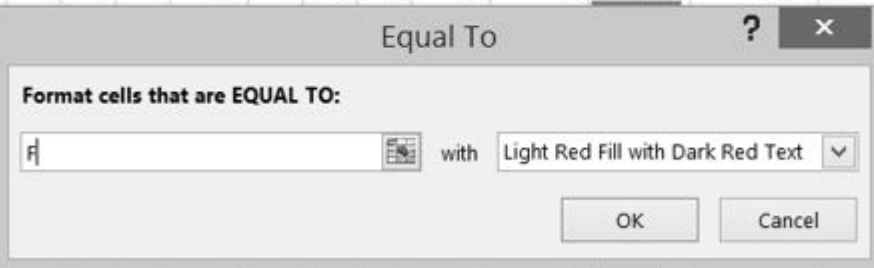 Equal To
?
×
Format cells that are EQUAL TO:
F
with
Light Red Fill with Dark Red Text
OK
Cancel